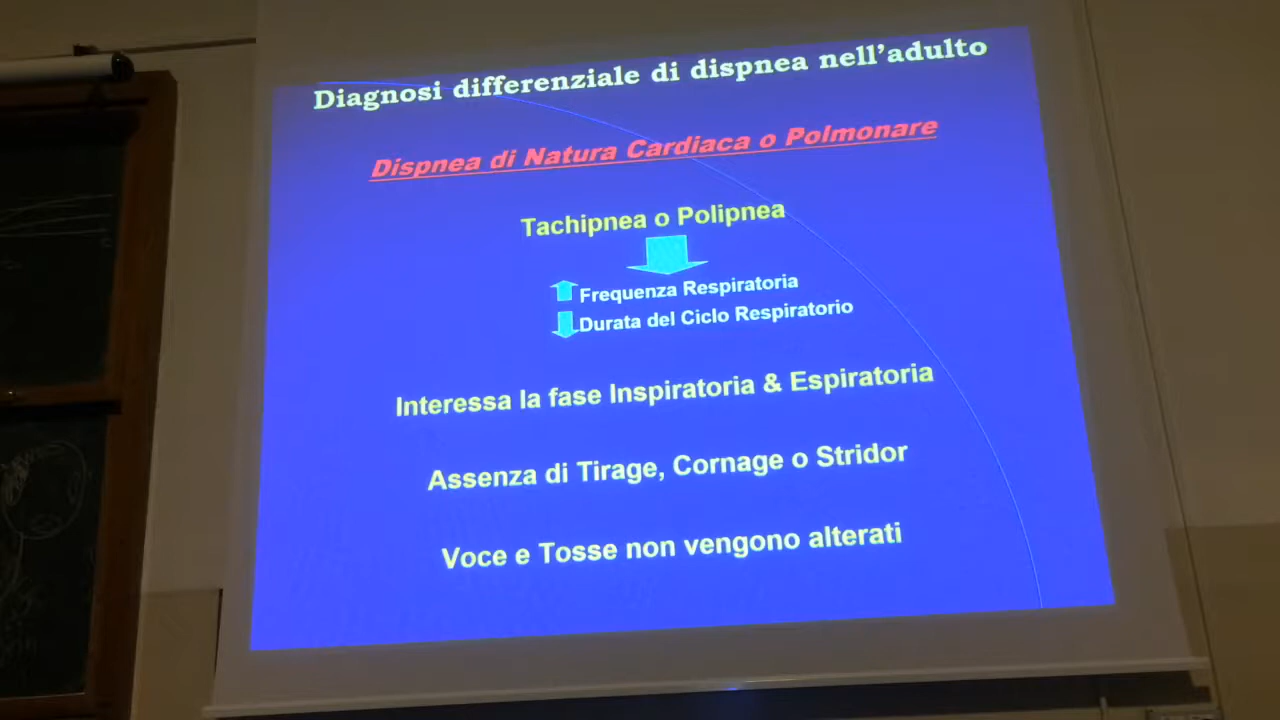 Diagnosi differenziale di dispnea nell'adulto
Dispnea di Natura Cardiaca o Polmonare
Tachipnea o Polipnea
Frequenza Respiratoria
Durata del Ciclo Respiratorio
Interessa la fase Inspiratoria & Espiratoria
Assenza di Tirage, Cornage o Stridor
Voce e Tosse non vengono alterati